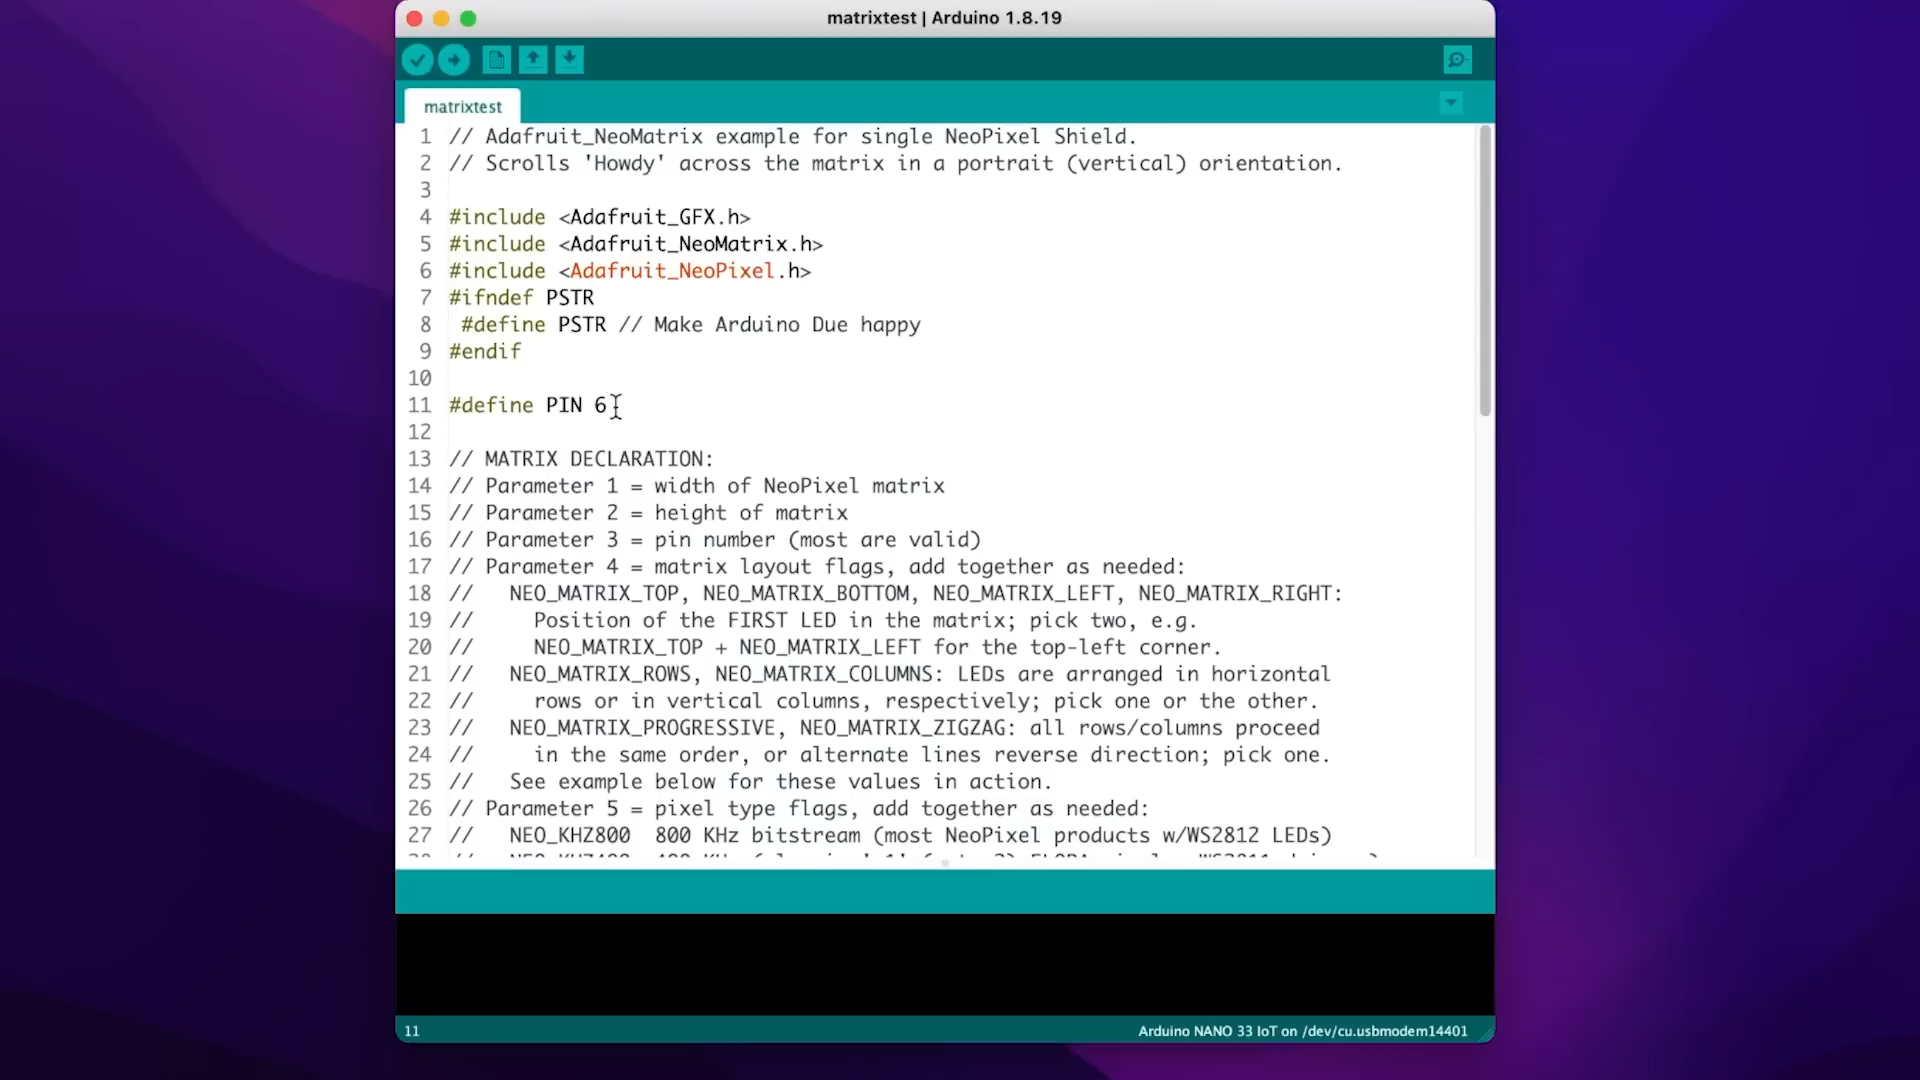 matrixtest | Arduino 1.8.19
matrixtest
1 // Adafruit_NeoMatrix example for single NeoPixel Shield.
2 // Scrolls 'Howdy' across the matrix in a portrait (vertical) orientation.
3
4 #include <Adafruit_GFX.h>
5 #include <Adafruit_NeoMatrix.h>
6 #include <Adafruit_NeoPixel.h>
7 #ifndef PSTR
8  #define PSTR // Make Arduino Due happy
9 #endif
10
11 #define PIN 6
12
13 // MATRIX DECLARATION:
14 // Parameter 1 = width of NeoPixel matrix
15 // Parameter 2 = height of matrix
16 // Parameter 3 = pin number (most are valid)
17 // Parameter 4 = matrix layout flags, add together as needed:
18 //   NEO_MATRIX_TOP, NEO_MATRIX_BOTTOM, NEO_MATRIX_LEFT, NEO_MATRIX_RIGHT:
19 //     Position of the FIRST LED in the matrix; pick two, e.g.
20 //     NEO_MATRIX_TOP + NEO_MATRIX_LEFT for the top-left corner.
21 //   NEO_MATRIX_ROWS, NEO_MATRIX_COLUMNS: LEDs are arranged in horizontal
22 //     rows or in vertical columns, respectively; pick one or the other.
23 //   NEO_MATRIX_PROGRESSIVE, NEO_MATRIX_ZIGZAG: all rows/columns proceed
24 //     in the same order, or alternate lines reverse direction; pick one.
25 //   See example below for these values in action.
26 // Parameter 5 = pixel type flags, add together as needed:
27 //   NEO_KHZ800  800 KHz bitstream (most NeoPixel products w/WS2812 LEDs)
11
Arduino NANO 33 IoT on /dev/cu.usbmodem14401